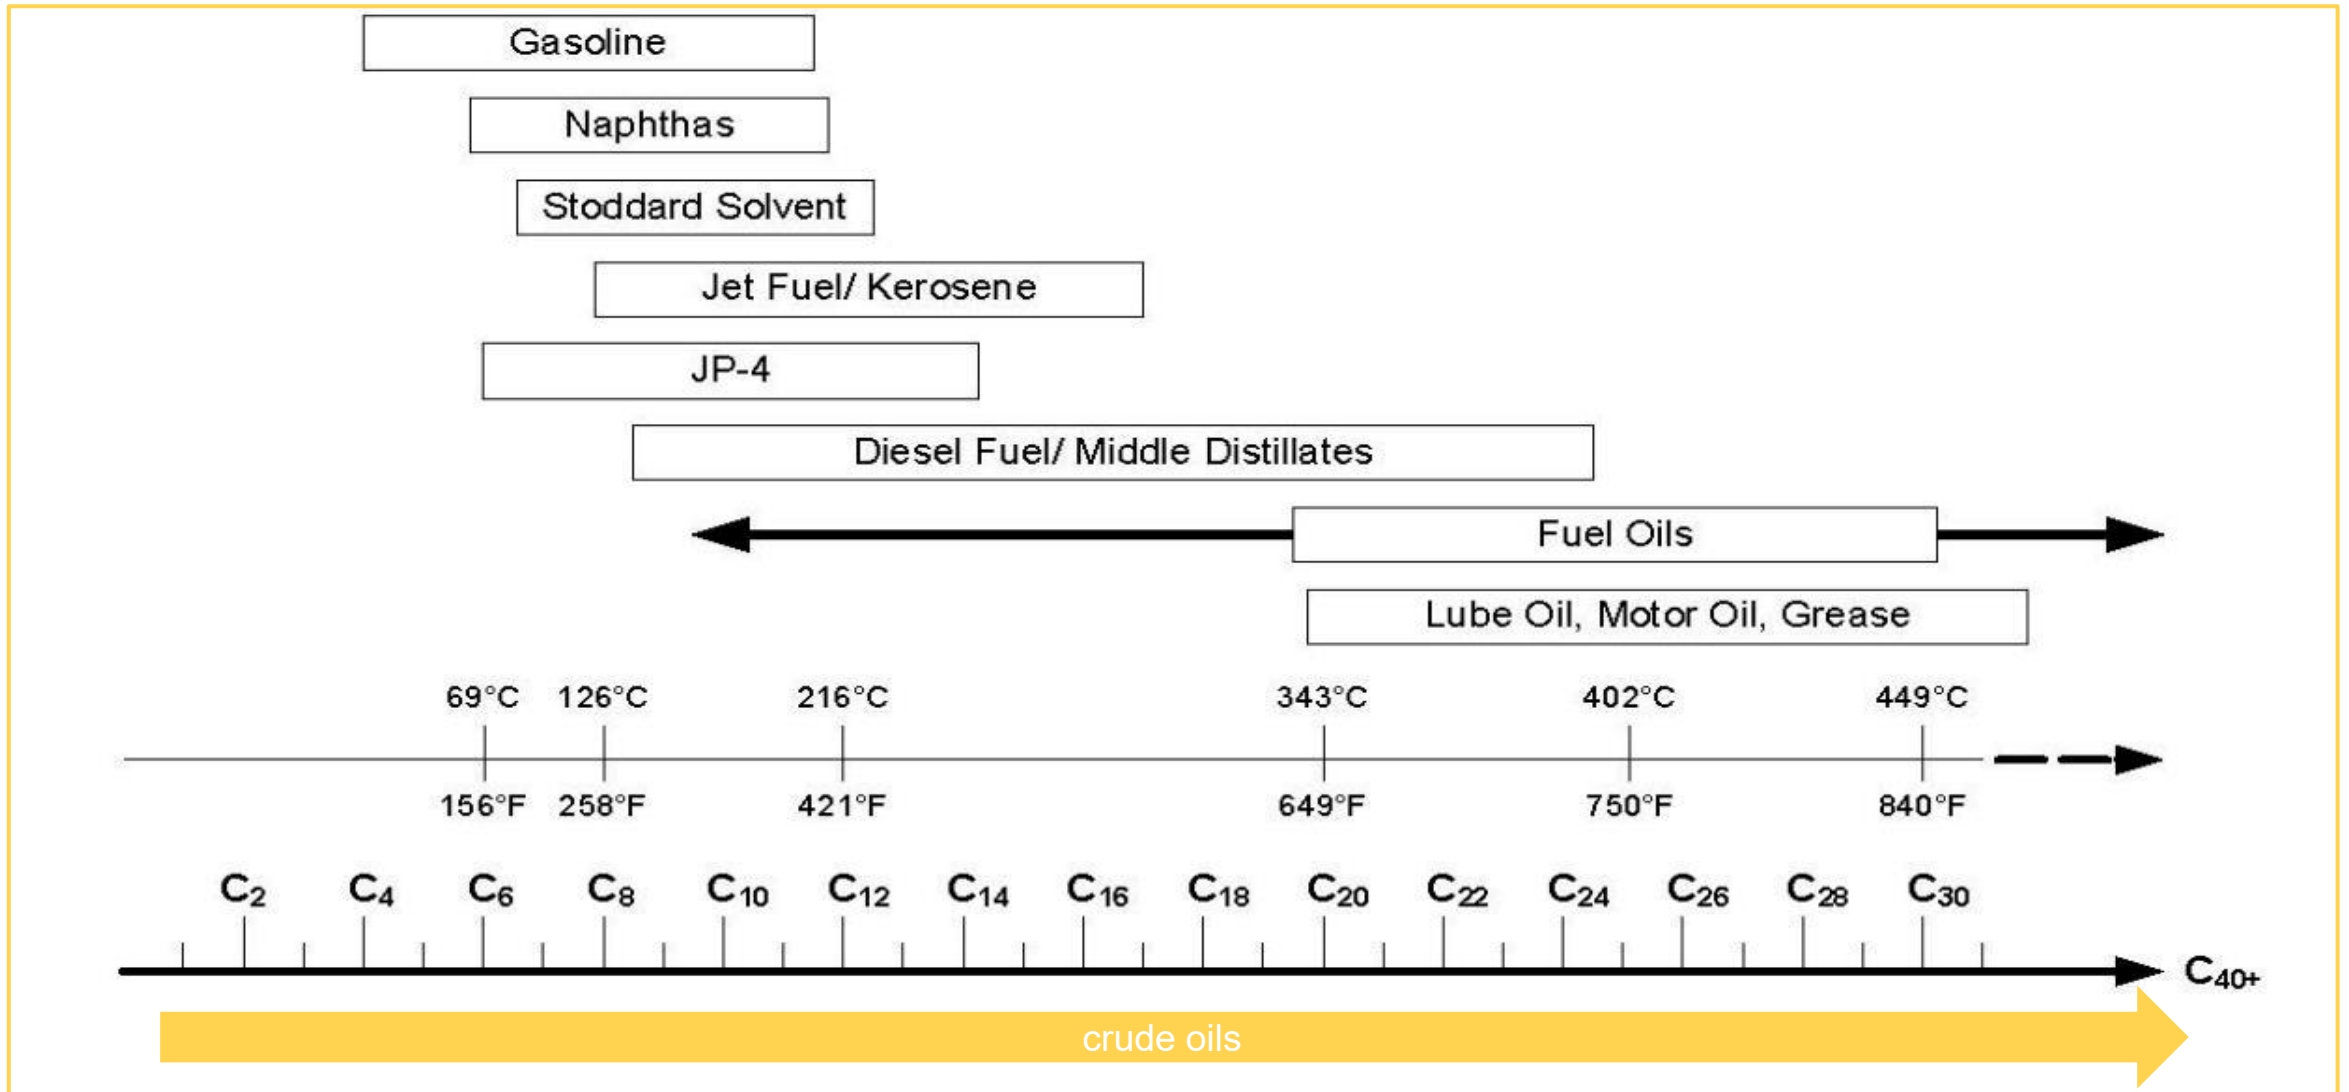 Gasoline
Naphthas
Stoddard Solvent
Jet Fuel/ Kerosene
JP-4
Diesel Fuel/ Middle Distillates
Fuel Oils
Lube Oil, Motor Oil, Grease
69°C 126°C 216°C 343°C 402°C 449°C
156°F 258°F 421°F 649°F 750°F 840°F
C₂ C₄ C₆ C₈ C₁₀ C₁₂ C₁₄ C₁₆ C₁₈ C₂₀ C₂₂ C₂₄ C₂₆ C₂₈ C₃₀
C₄₀₊
crude oils